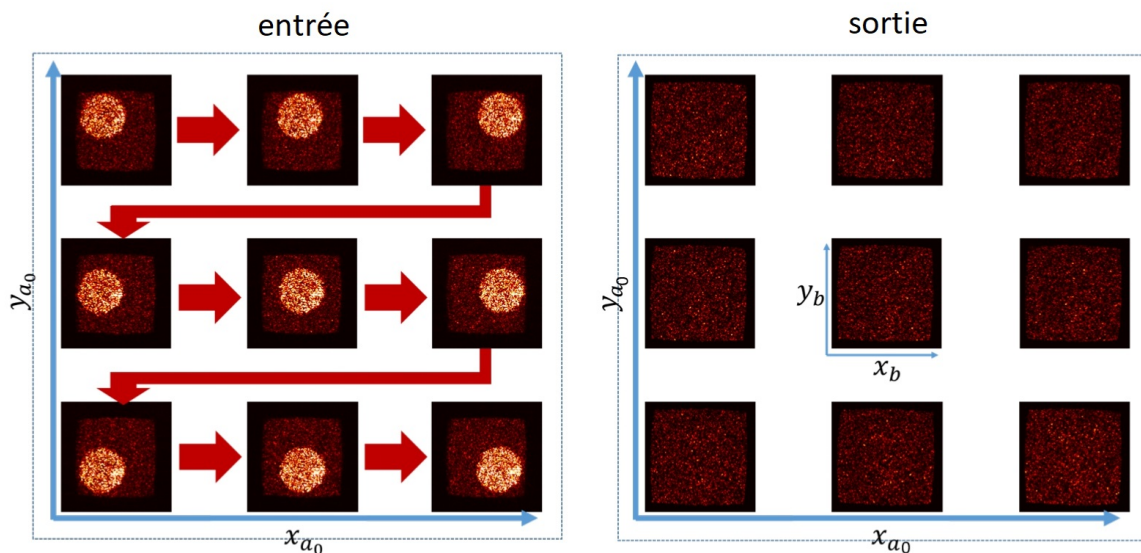 entrée
sortie
y_{a_0}
x_{a_0}
y_{a_0}
y_b
x_b
x_{a_0}